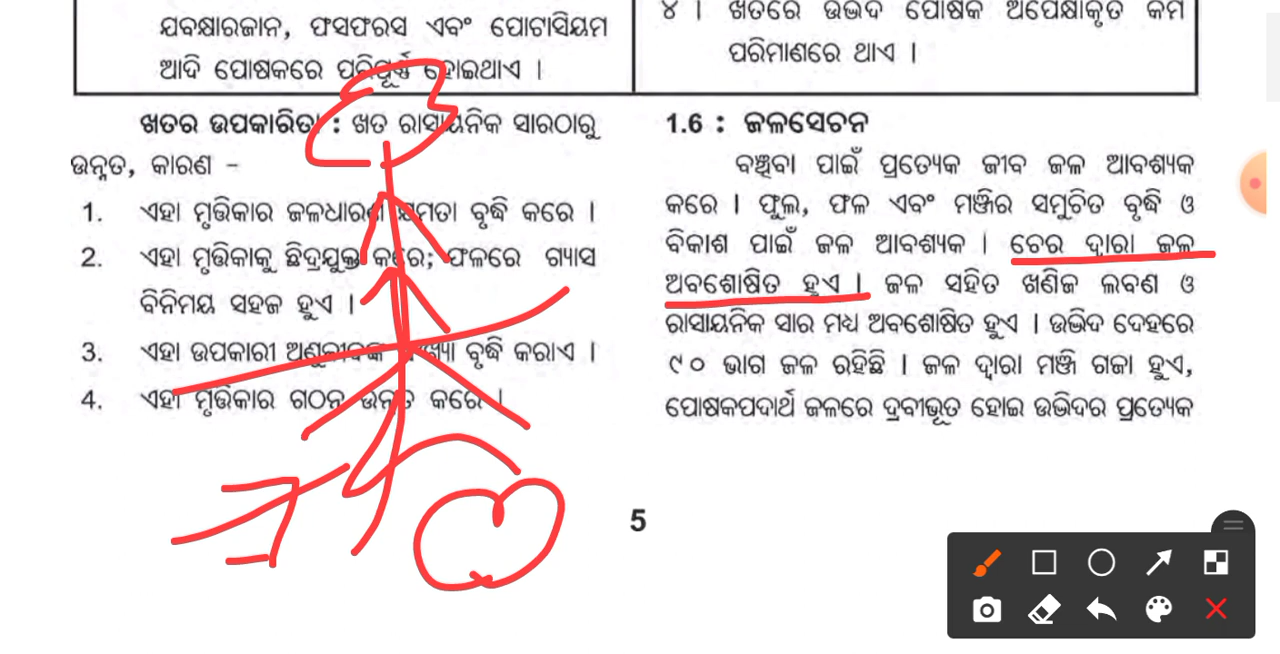 ଯବକ୍ଷାରଜାନ, ଫସଫରସ ଏବଂ ପୋଟାସିୟମ
ଆଦି ପୋଷକରେ ପରିପୂର୍ଣ୍ଣ ହୋଇଥାଏ ।
୪ । ଖତରେ ଉଦ୍ଭିଦ ପୋଷକ ଅପେକ୍ଷାକୃତ କମ
ପରିମାଣରେ ଥାଏ ।
ଖତର ଉପକାରିତା : ଖତ ରାସାୟନିକ ସାରଠାରୁ
ଉନ୍ନତ, କାରଣ –
1. ଏହା ମୃତ୍ତିକାର ଜଳଧାରଣ କ୍ଷମତା ବୃଦ୍ଧି କରେ ।
2. ଏହା ମୃତ୍ତିକାକୁ ଛିଦ୍ରଯୁକ୍ତ କରେ; ଫଳରେ ଗ୍ୟାସ
ବିନିମୟ ସହଜ ହୁଏ ।
3. ଏହା ଉପକାରୀ ଅଣୁଜୀବଙ୍କ ସଂଖ୍ୟା ବୃଦ୍ଧି କରାଏ ।
4. ଏହା ମୃତ୍ତିକାର ଗଠନ ଉନ୍ନତ କରେ ।
1.6 : ଜଳସେଚନ
ବଞ୍ଚିବା ପାଇଁ ପ୍ରତ୍ୟେକ ଜୀବ ଜଳ ଆବଶ୍ୟକ
କରେ । ଫୁଲ, ଫଳ ଏବଂ ମଞ୍ଜିର ସମୁଚିତ ବୃଦ୍ଧି ଓ
ବିକାଶ ପାଇଁ ଜଳ ଆବଶ୍ୟକ । ଚେର ଦ୍ୱାରା ଜଳ
ଅବଶୋଷିତ ହୁଏ । ଜଳ ସହିତ ଖଣିଜ ଲବଣ ଓ
ରାସାୟନିକ ସାର ମଧ୍ୟ ଅବଶୋଷିତ ହୁଏ । ଉଦ୍ଭିଦ ଦେହରେ
୯୦ ଭାଗ ଜଳ ରହିଛି । ଜଳ ଦ୍ୱାରା ମଞ୍ଜି ଗଜା ହୁଏ,
ପୋଷକପଦାର୍ଥ ଜଳରେ ଦ୍ରବୀଭୂତ ହୋଇ ଉଦ୍ଭିଦର ପ୍ରତ୍ୟେକ
5